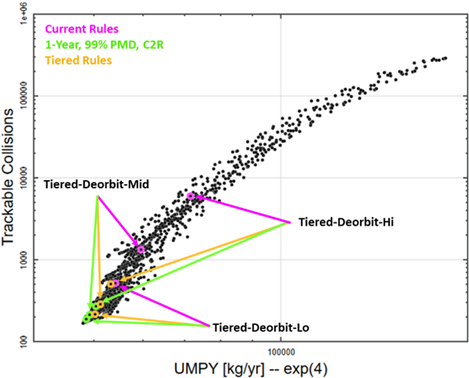 1e+06
Current Rules
1-Year, 99% PMD, C2R
Tiered Rules
100000
Trackable Collisions
10000
Tiered-Deorbit-Mid
Tiered-Deorbit-Hi
1000
Tiered-Deorbit-Lo
100
100000
UMPY [kg/yr] -- exp(4)